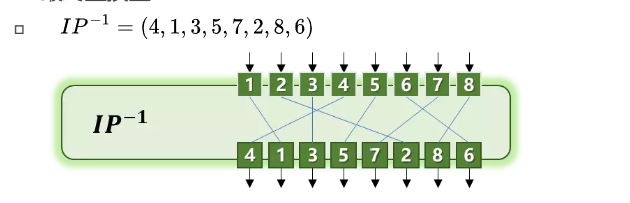 IP⁻¹ = (4, 1, 3, 5, 7, 2, 8, 6)
1 2 3 4 5 6 7 8
IP⁻¹
4 1 3 5 7 2 8 6